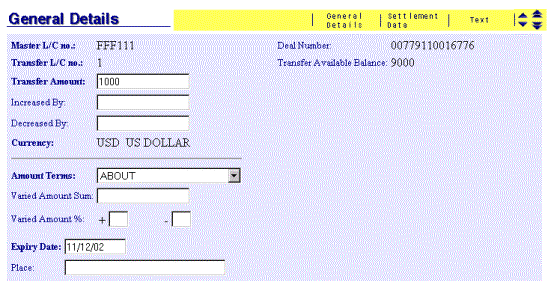 General Details General Details Settlement Data Text
Master L/C no.: FFF111 Deal Number: 00779110016776
Transfer L/C no.: 1 Transfer Available Balance: 9000
Transfer Amount: 1000
Increased By:
Decreased By:
Currency: USD US DOLLAR
Amount Terms: ABOUT
Varied Amount Sum:
Varied Amount %: + -
Expiry Date: 11/12/02
Place: